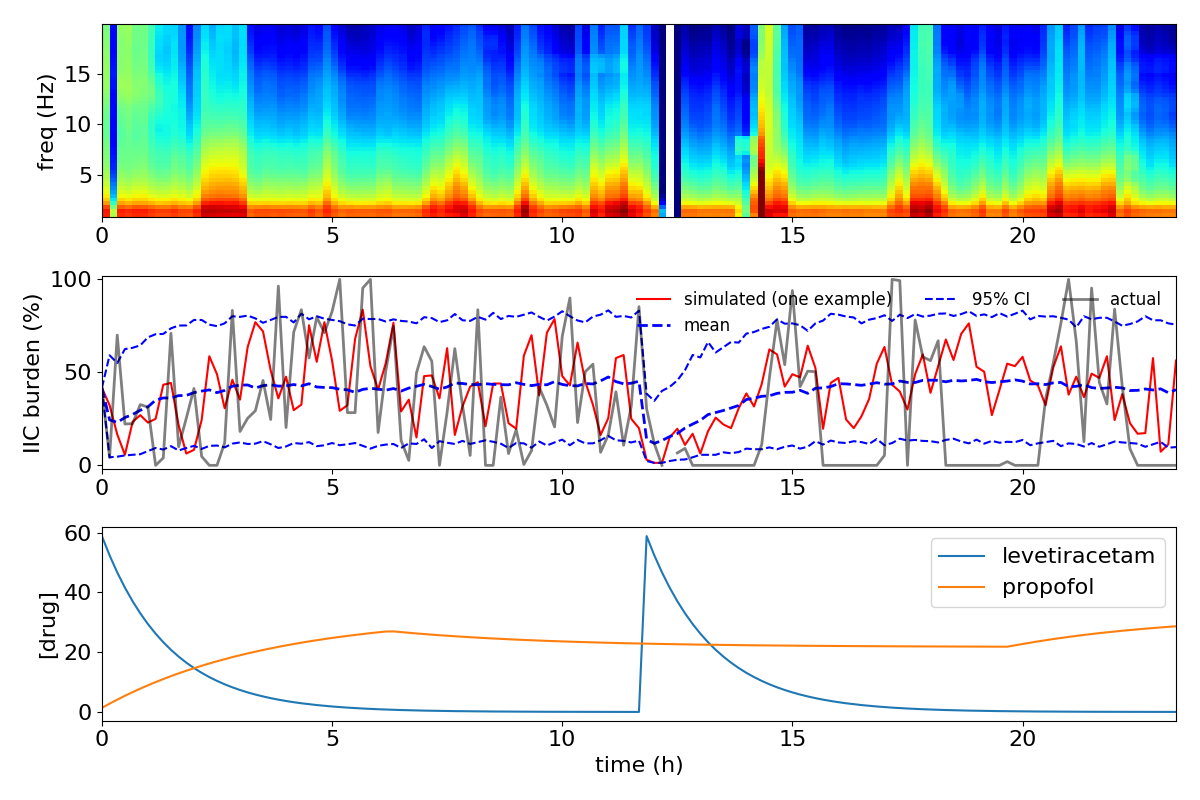 15
10
5
freq (Hz)
0 5 10 15 20
100
50
0
IIC burden (%)
simulated (one example) 95% CI actual
mean
0 5 10 15 20
60
40
20
0
[drug]
levetiracetam
propofol
0 5 10 15 20
time (h)